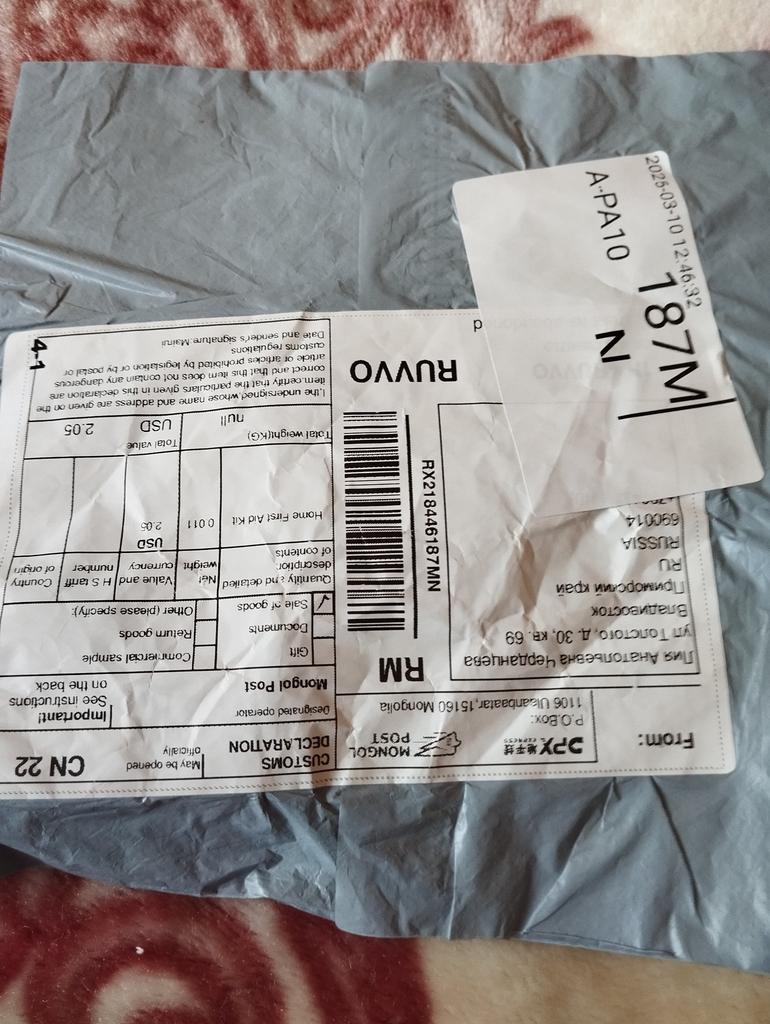 From:
DPX 地平线
EXPRESS
MONGOL
POST
P.O.Box:
1106 Ulaanbaatar,15160 Mongolia
CUSTOMS
DECLARATION
May be opened
officially
CN 22
Designated operator
Mongol Post
Important!
See instructions
on the back
Gift
Commercial sample
Documents
Return goods
Sale of goods
Other please specify):
Quantity and detailed
description
of contents
Net
weight
Value and
currency
H S tariff
number
Country
of origin
Home First Aid Kit
0.011
USD
2.05
Total weight(KG)
null
Total value
USD
2.05
I,the undersigned,whose name and address are given on the
item,certify that the particulars given in this declaration are
correct and that this item does not contain any dangerous
article or articles prohibited by legislation or by postal or
customs regulations
Date and sender's signature
4-1
Лия Анатольевна Черданцева
ул Толстого, д. 30, кв. 69
Владивосток
Приморский край
RU
RUSSIA
690014
RM
RX218446187MN
RUVVO
2025-03-10 12:46:32
A-PA10
187M
N